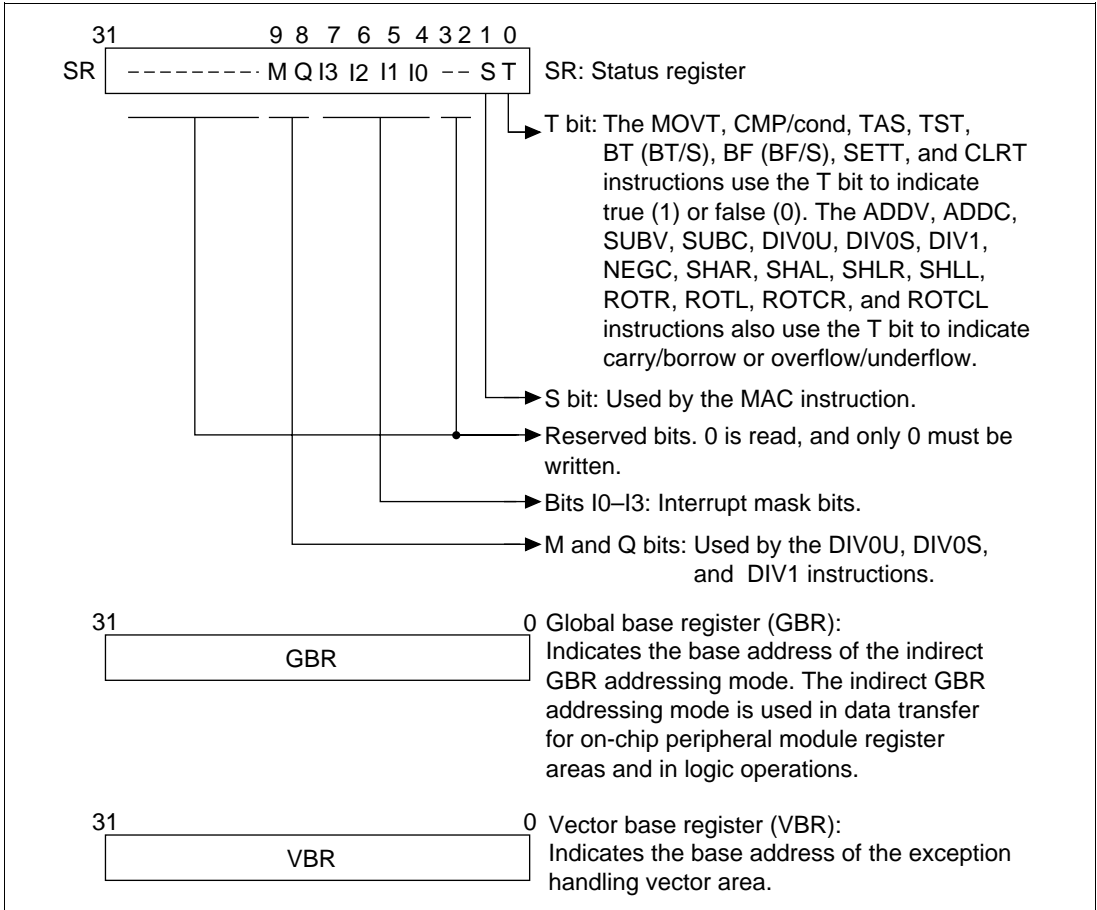 31 9 8 7 6 5 4 3 2 1 0
SR --------- M Q I3 I2 I1 I0 -- S T SR: Status register
T bit: The MOVT, CMP/cond, TAS, TST,
BT (BT/S), BF (BF/S), SETT, and CLRT
instructions use the T bit to indicate
true (1) or false (0). The ADDV, ADDC,
SUBV, SUBC, DIV0U, DIV0S, DIV1,
NEGC, SHAR, SHAL, SHLR, SHLL,
ROTR, ROTL, ROTCR, and ROTCL
instructions also use the T bit to indicate
carry/borrow or overflow/underflow.
S bit: Used by the MAC instruction.
Reserved bits. 0 is read, and only 0 must be
written.
Bits I0–I3: Interrupt mask bits.
M and Q bits: Used by the DIV0U, DIV0S,
and DIV1 instructions.
31 0 Global base register (GBR):
GBR
Indicates the base address of the indirect
GBR addressing mode. The indirect GBR
addressing mode is used in data transfer
for on-chip peripheral module register
areas and in logic operations.
31 0 Vector base register (VBR):
VBR
Indicates the base address of the exception
handling vector area.